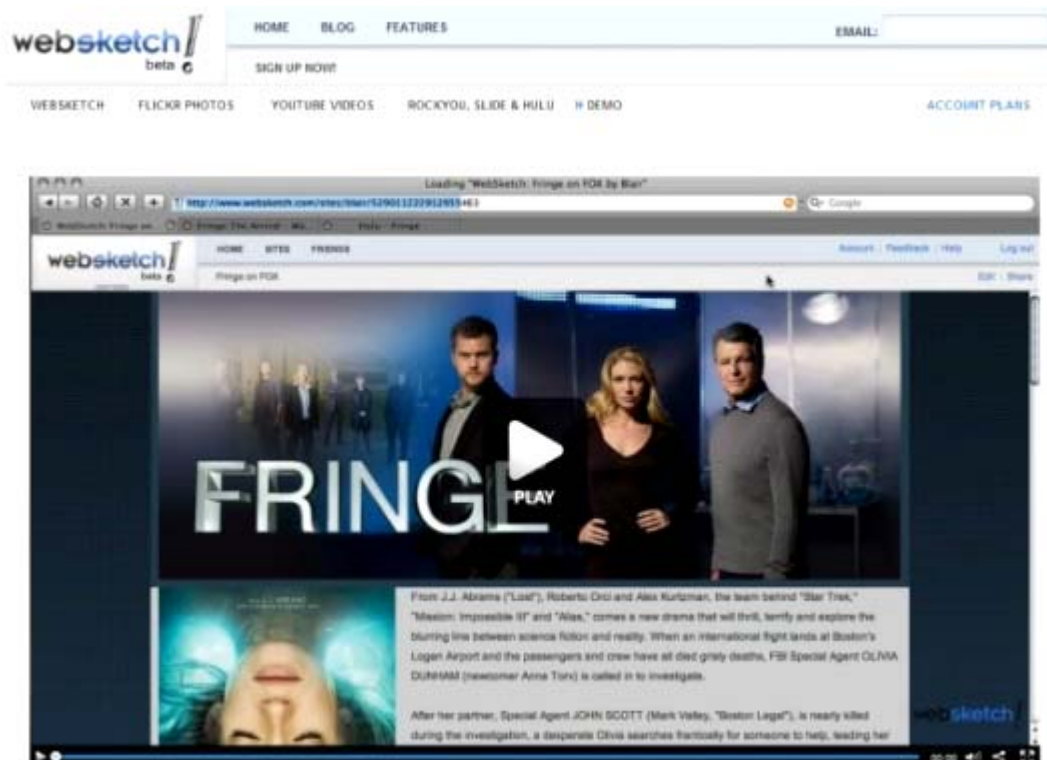 websketch!
beta
HOME BLOG FEATURES
EMAIL:
SIGN UP NOW!
WEBSKETCH FLICKR PHOTOS YOUTUBE VIDEOS ROCKYOU, SLIDE & HULU » DEMO
ACCOUNT PLANS
Loading "WebSketch: Fringe on FOX by Blair"
Google
websketch!
beta
HOME SITES FRIENDS
Account Feedback Help Log out
Fringe on FOX
Edit Share
FRINGE
PLAY
From J.J. Abrams ("Lost"), Roberto Orci and Alex Kurtzman, the team behind "Star Trek,"
"Mission: Impossible III" and "Alias," comes a new drama that will thrill, terrify and explore the
blurring line between science fiction and reality. When an international flight lands at Boston's
Logan Airport and the passengers and crew have all died grisly deaths, FBI Special Agent OLIVIA
DUNHAM (newcomer Anna Torv) is called in to investigate.
After her partner, Special Agent JOHN SCOTT (Mark Valley, "Boston Legal"), is nearly killed
during the investigation, a desperate Olivia searches frantically for someone to help, leading her
websketch!
00:00